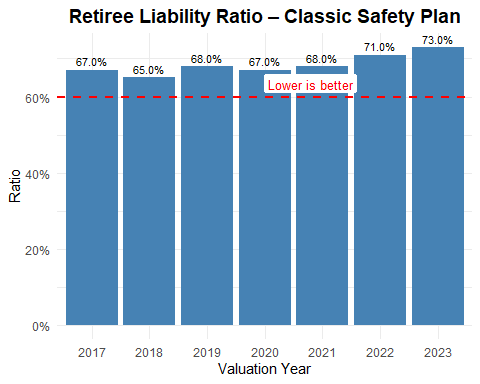 Retiree Liability Ratio – Classic Safety Plan
73.0%
71.0%
67.0%
65.0%
68.0%
67.0%
68.0%
Lower is better
60%
40%
20%
0%
Ratio
2017 2018 2019 2020 2021 2022 2023
Valuation Year